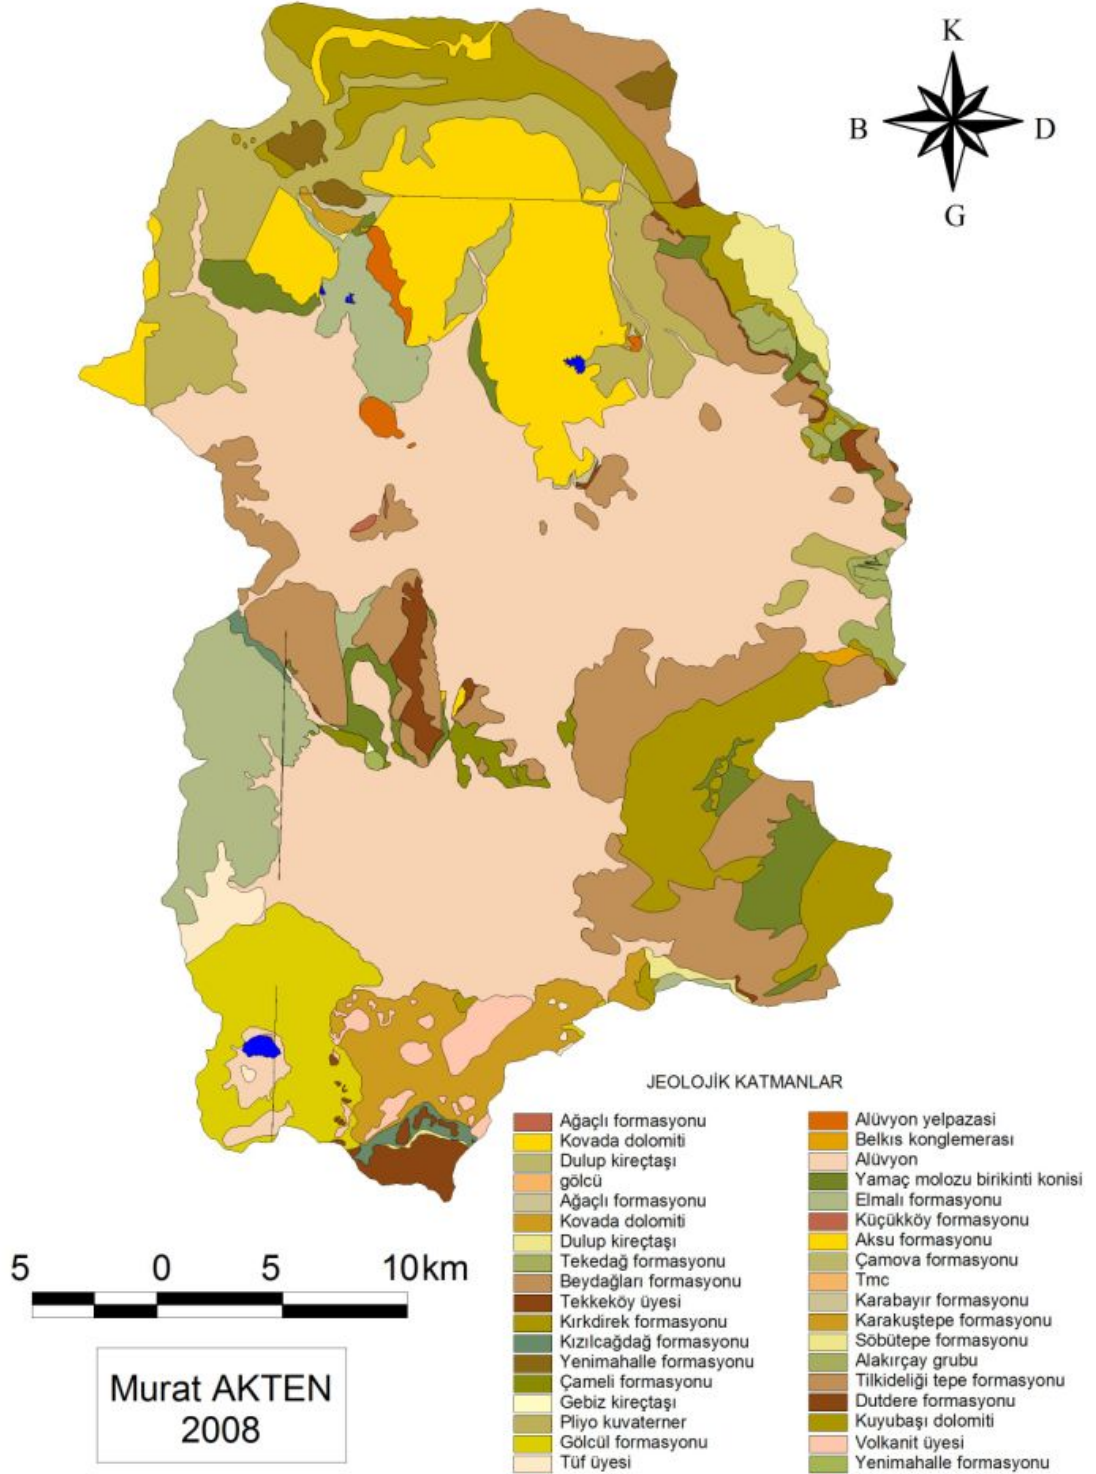 K
B D
G
JEOLOJİK KATMANLAR
Ağaçlı formasyonu
Kovada dolomiti
Dulup kireçtaşı
gölcü
Ağaçlı formasyonu
Kovada dolomiti
Dulup kireçtaşı
Tekedağ formasyonu
Beydağları formasyonu
Tekkeköy üyesi
Kırkdirek formasyonu
Kızılcağdağ formasyonu
Yenimahalle formasyonu
Çameli formasyonu
Gebiz kireçtaşı
Pliyo kuvaterner
Gölcül formasyonu
Tüf üyesi
Alüvyon yelpazasi
Belkıs konglemerası
Alüvyon
Yamaç molozu birikinti konisi
Elmalı formasyonu
Küçükköy formasyonu
Aksu formasyonu
Çamova formasyonu
Tmc
Karabayır formasyonu
Karakuştepe formasyonu
Söbütepe formasyonu
Alakırçay grubu
Tilkideliği tepe formasyonu
Dutdere formasyonu
Kuyubaşı dolomiti
Volkanit üyesi
Yenimahalle formasyonu
5 0 5 10km
Murat AKTEN
2008